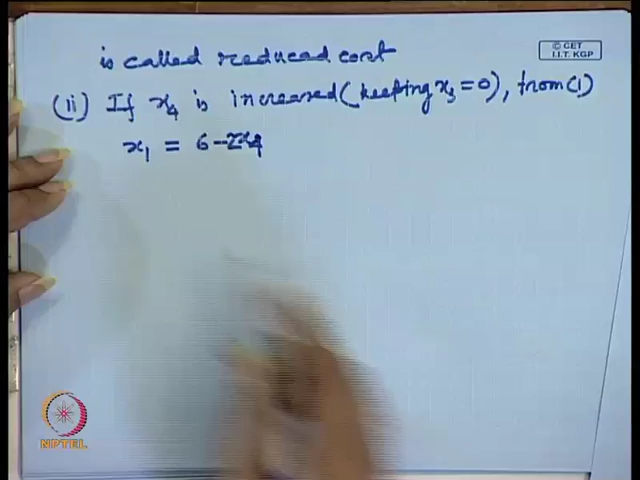 is called reduced cost
© CET
I.I.T. KGP
(ii) If x₄ is increased (keeping x₃ = 0), from (1)
x₁ = 6 - 2x₄
NPTEL